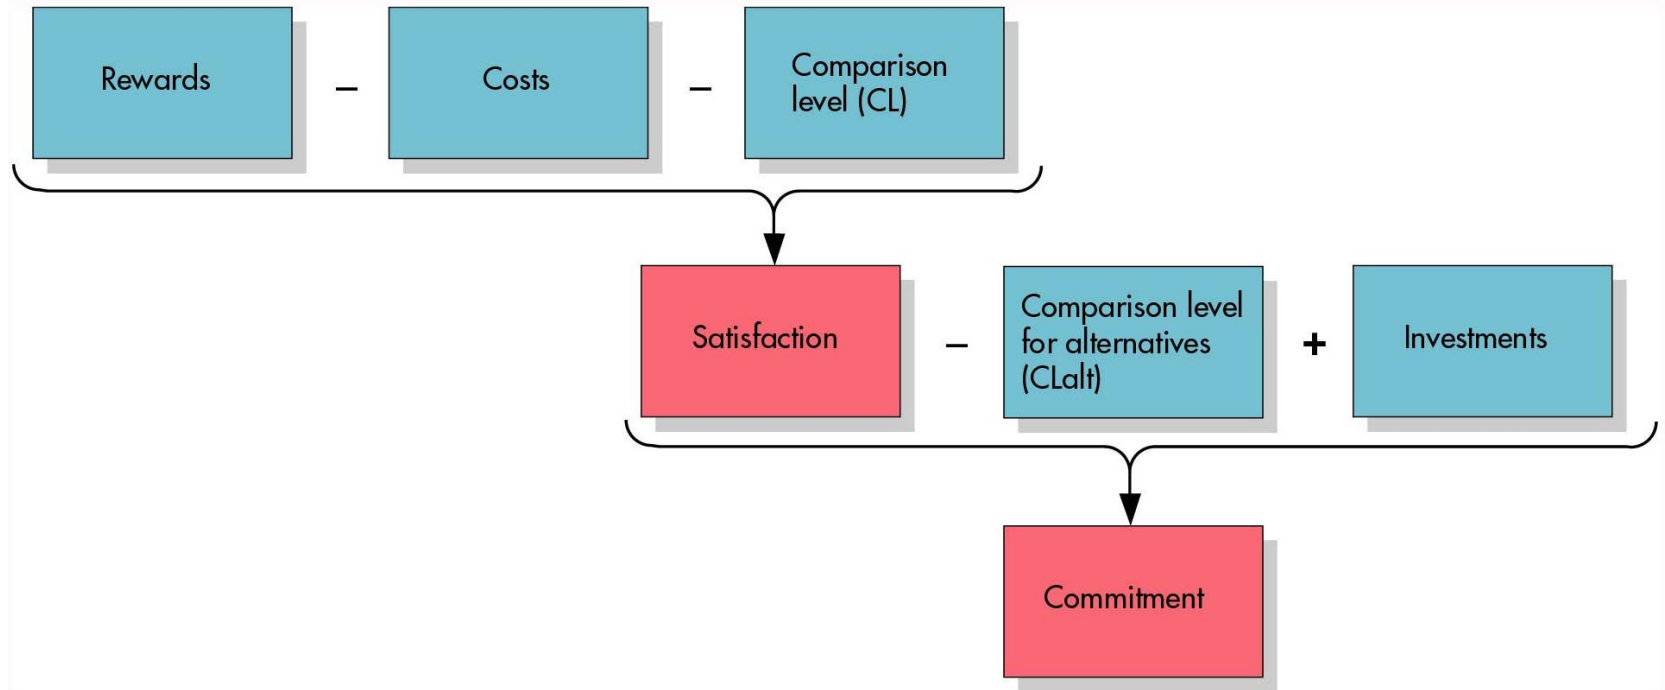 Rewards
–
Costs
–
Comparison
level (CL)
Satisfaction
–
Comparison level
for alternatives
(CLalt)
+
Investments
Commitment